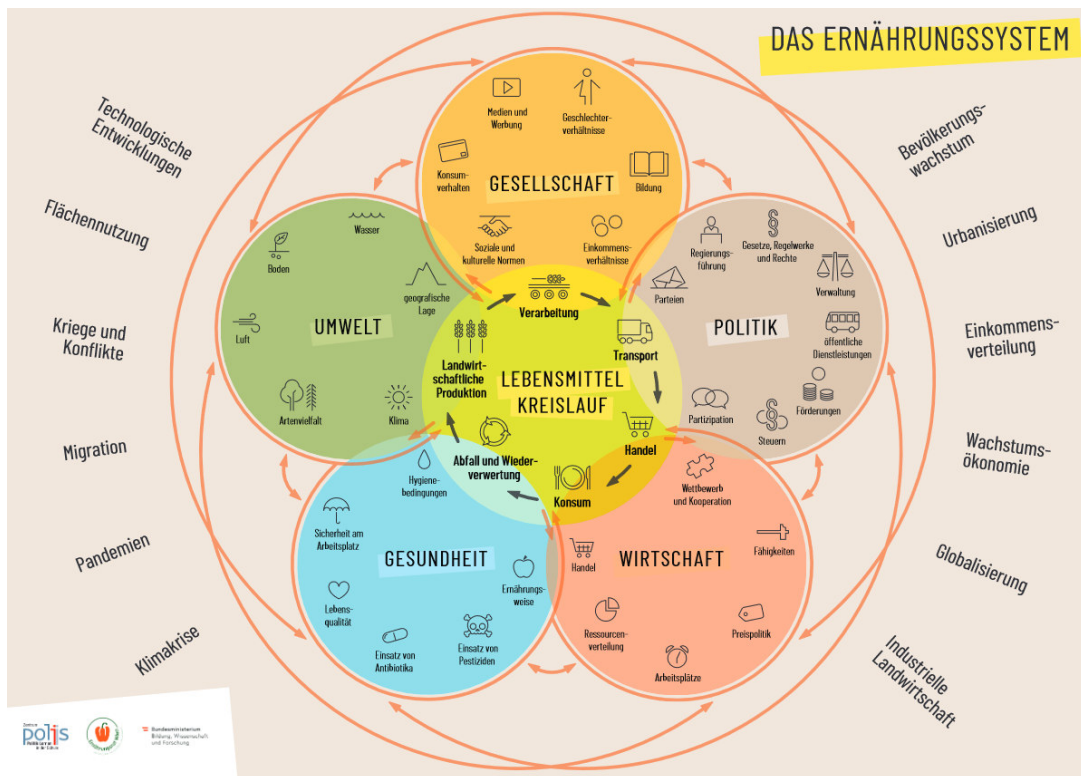 DAS ERNÄHRUNGSSYSTEM
Technologische
Entwicklungen
Flächennutzung
Kriege und
Konflikte
Migration
Pandemien
Klimakrise
Bevölkerungs-
wachstum
Urbanisierung
Einkommens-
verteilung
Wachstums-
ökonomie
Globalisierung
Industrielle
Landwirtschaft
GESELLSCHAFT
Medien und
Werbung
Geschlechter-
verhältnisse
Konsum-
verhalten
Bildung
Soziale und
kulturelle Normen
Einkommens-
verhältnisse
UMWELT
Wasser
Boden
geografische
Lage
Luft
Artenvielfalt
Klima
POLITIK
Regierungs-
führung
Gesetze, Regelwerke
und Rechte
Parteien
Verwaltung
öffentliche
Dienstleistungen
Partizipation
Förderungen
Steuern
LEBENSMITTEL
KREISLAUF
Verarbeitung
Transport
Handel
Konsum
Abfall und Wieder-
verwertung
Landwirt-
schaftliche
Produktion
GESUNDHEIT
Hygiene-
bedingungen
Sicherheit am
Arbeitsplatz
Ernährungs-
weise
Lebens-
qualität
Einsatz von
Antibiotika
Einsatz von
Pestiziden
WIRTSCHAFT
Wettbewerb
und Kooperation
Handel
Fähigkeiten
Ressourcen-
verteilung
Preispolitik
Arbeitsplätze
Zentrum
polis
Bundesministerium
Bildung, Wissenschaft
und Forschung